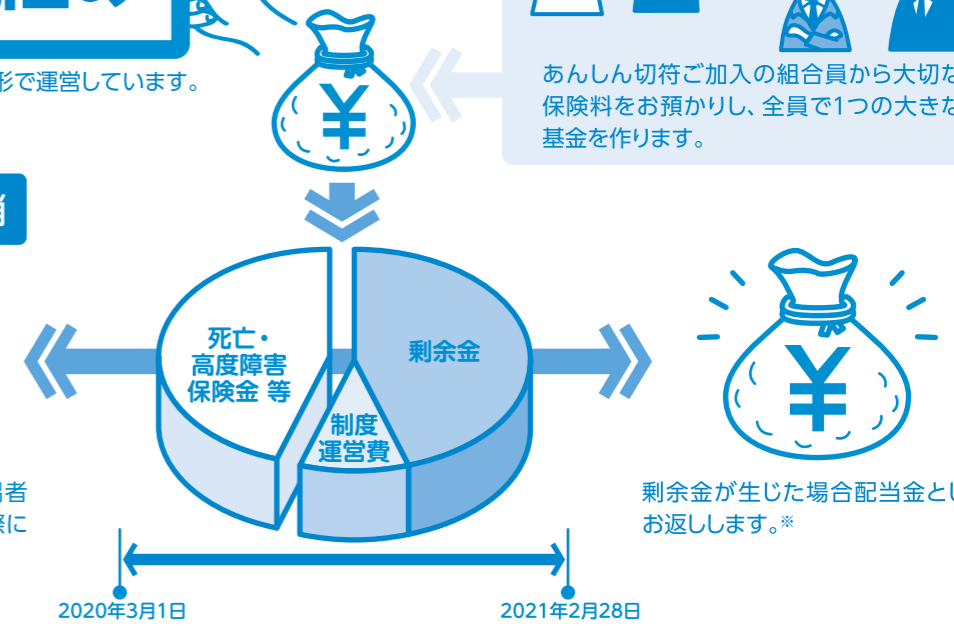 形で運営しています。
あんしん切符ご加入の組合員から大切な
保険料をお預かりし、全員で1つの大きな
基金を作ります。
¥
死亡・
高度障害
保険金 等
剰余金
制度
運営費
¥
剰余金が生じた場合配当金とし
お返しします。※
2020年3月1日
2021年2月28日